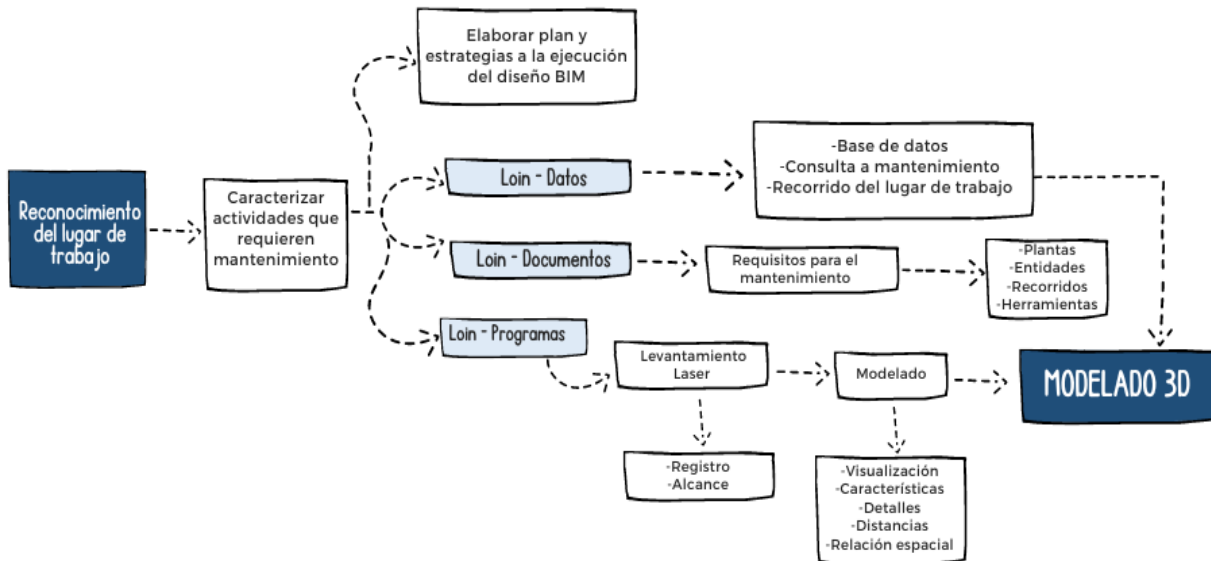 Elaborar plan y
estrategias a la ejecución
del diseño BIM
Reconocimiento
del lugar de
trabajo
Caracterizar
actividades que
requieren
mantenimiento
Loin - Datos
-Base de datos
-Consulta a mantenimiento
-Recorrido del lugar de trabajo
Loin - Documentos
Requisitos para el
mantenimiento
-Plantas
-Entidades
-Recorridos
-Herramientas
Loin - Programas
Levantamiento
Laser
Modelado
MODELADO 3D
-Registro
-Alcance
-Visualización
-Características
-Detalles
-Distancias
-Relación espacial